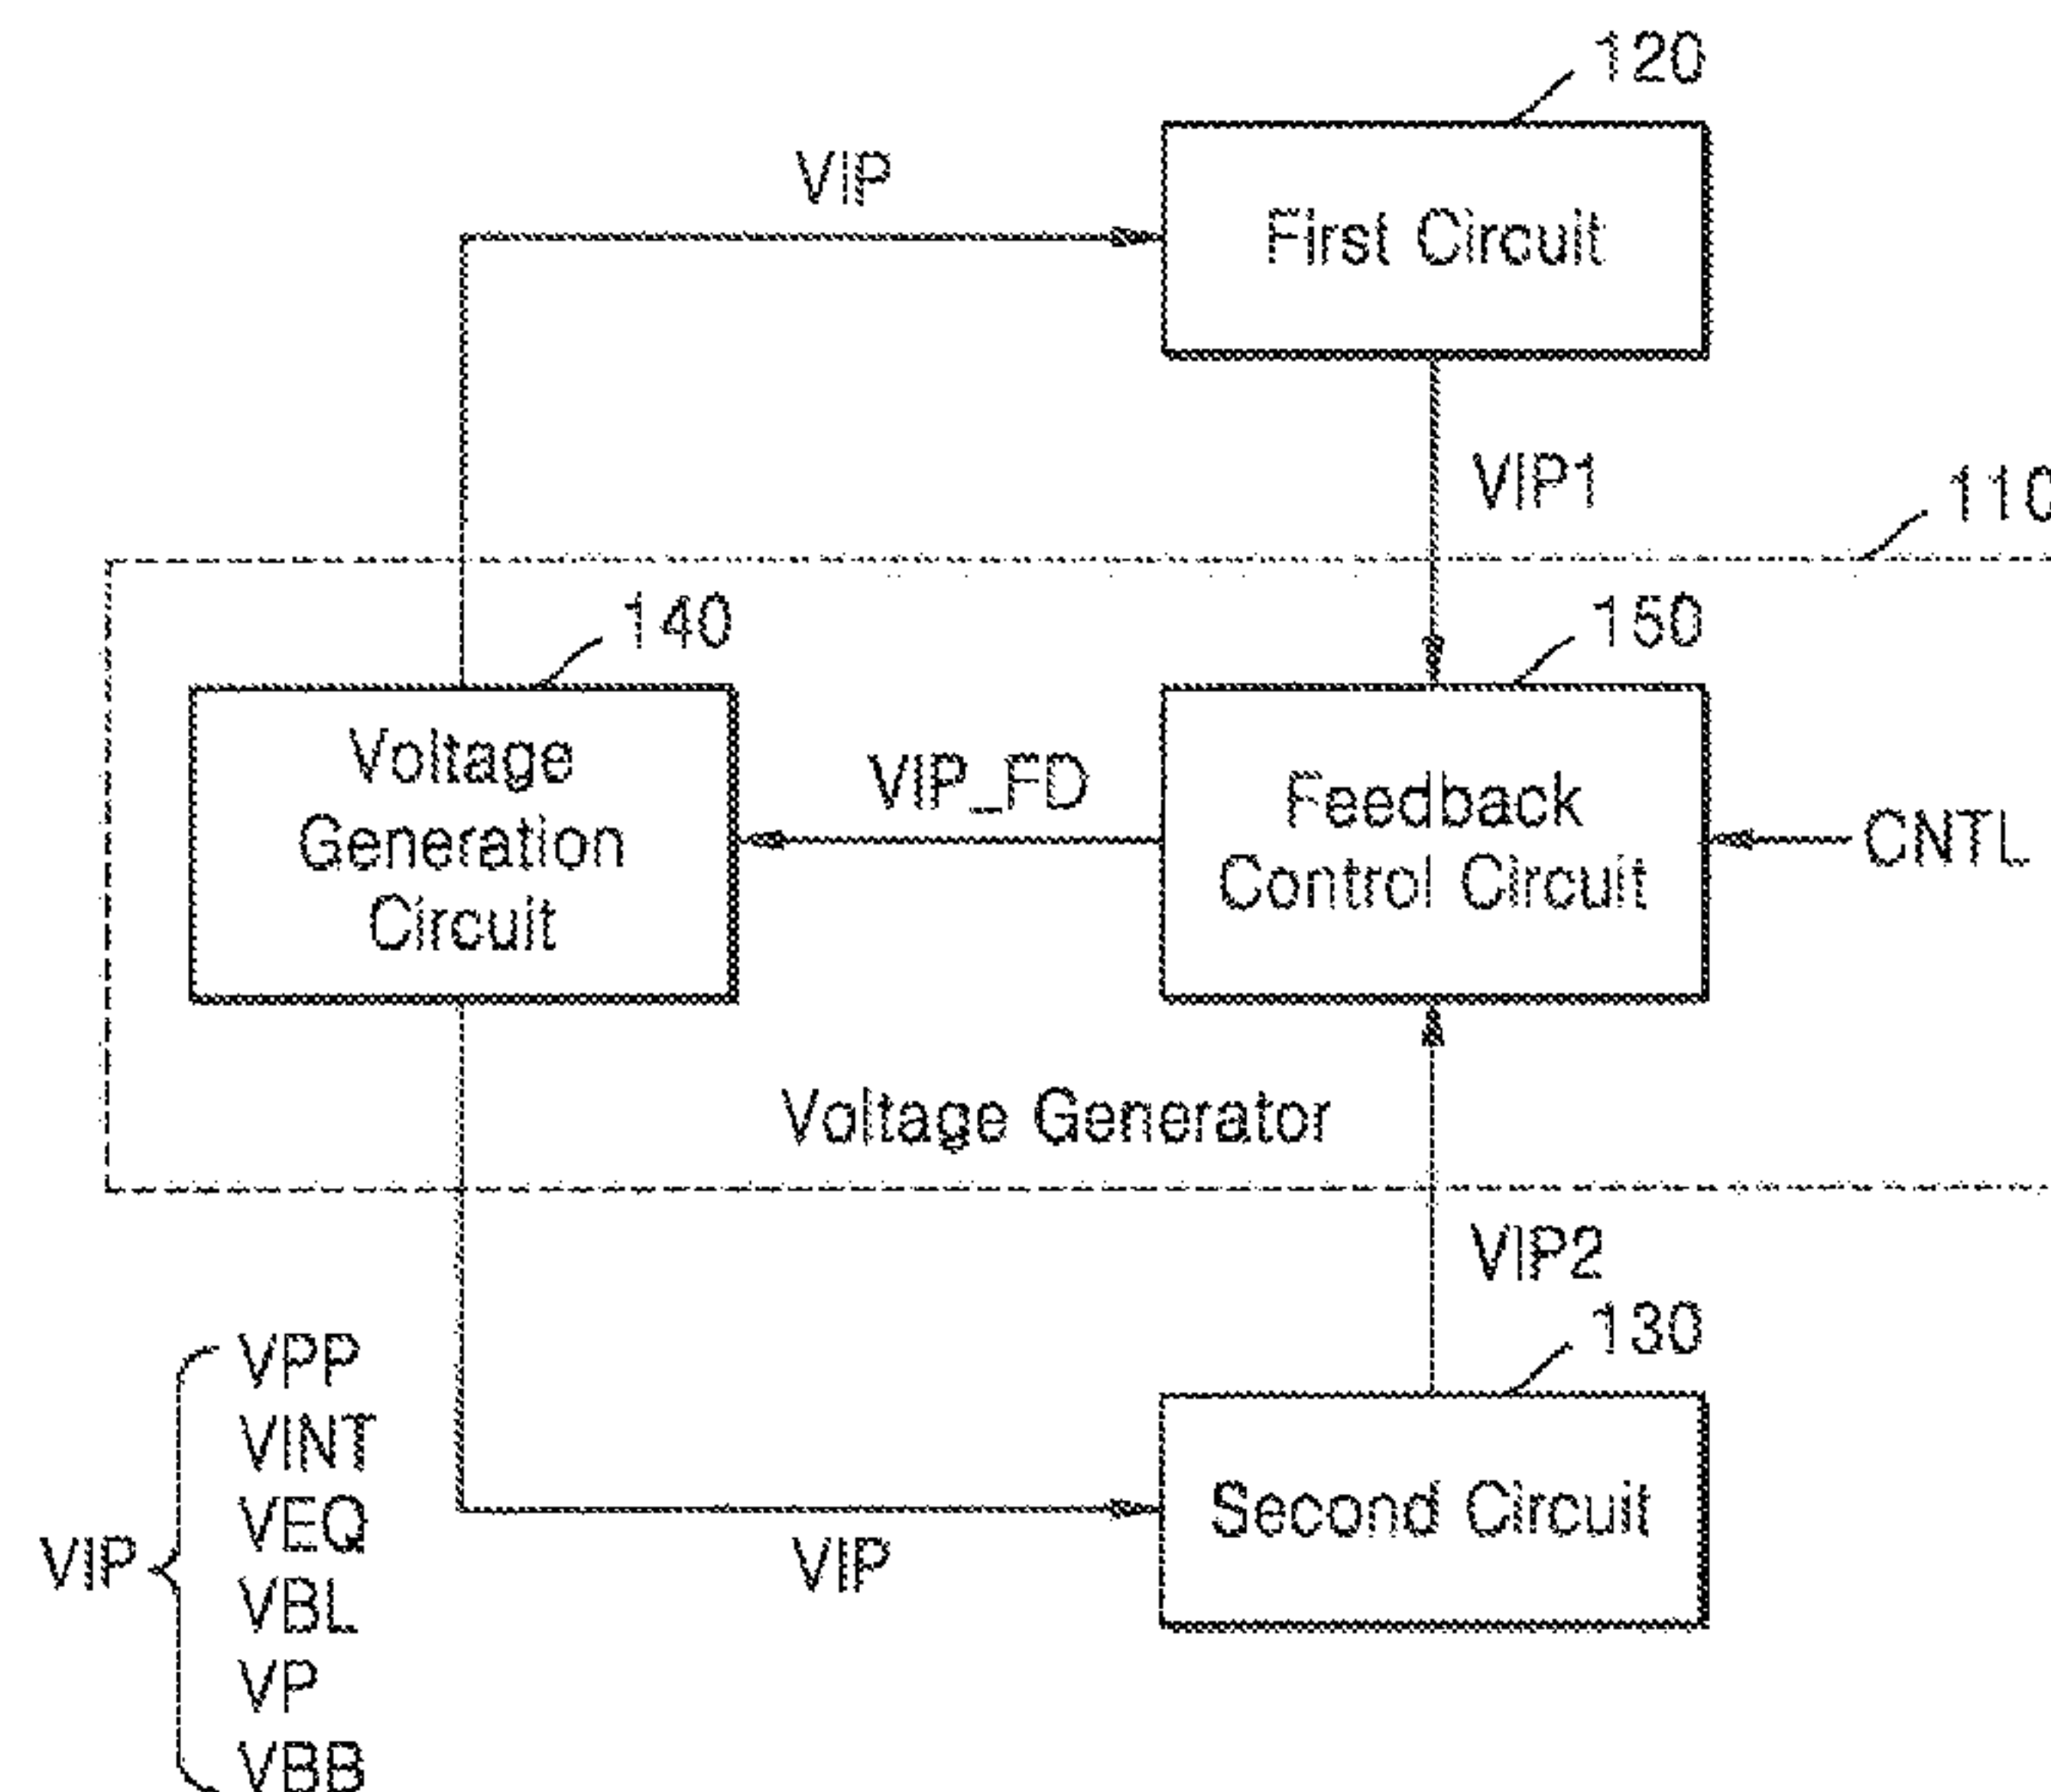 120
VIP
First Circuit
VIP1
110
140
150
Voltage
Generation
Circuit
VIP_FD
Feedback
Control Circuit
CNTL
Voltage Generator
VIP2
130
VPP
VINT
VEQ
VBL
VP
VBB
VIP
VIP
Second Circuit